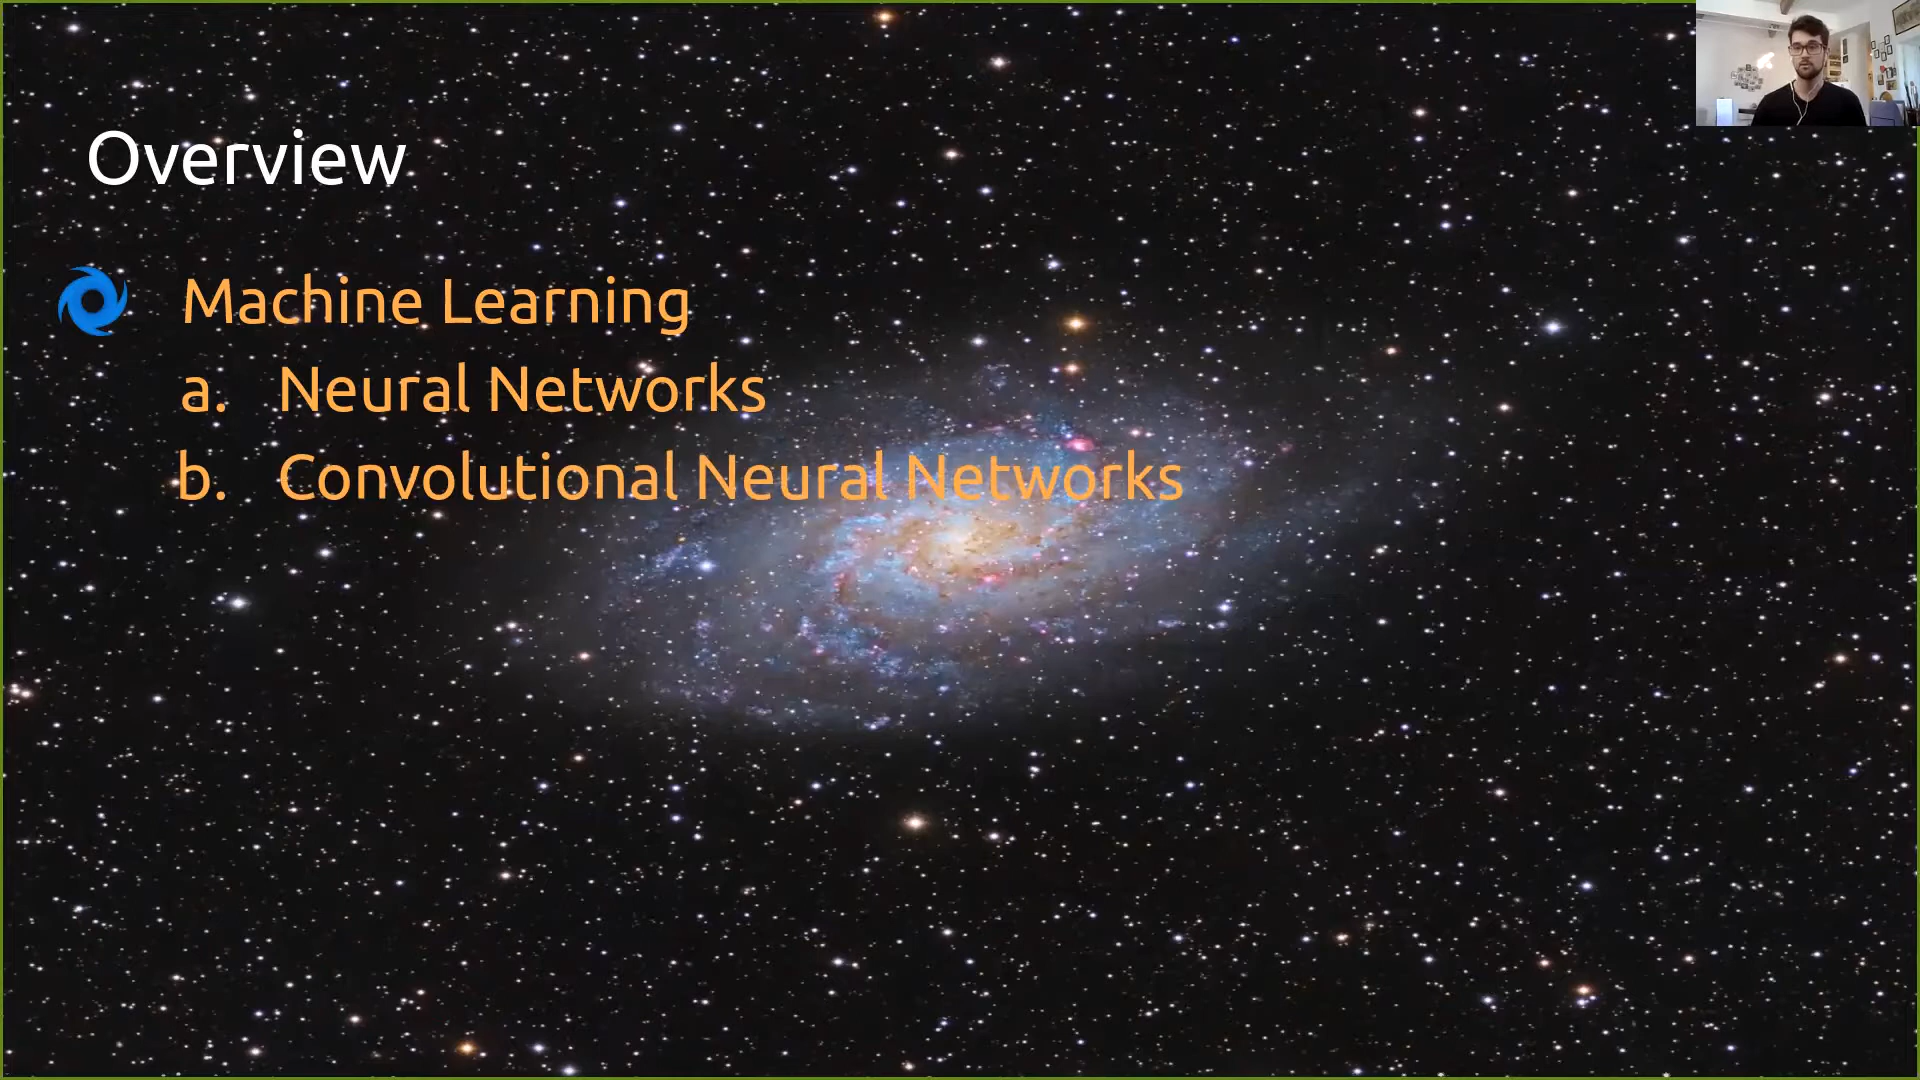 Overview
Machine Learning
a. Neural Networks
b. Convolutional Neural Networks